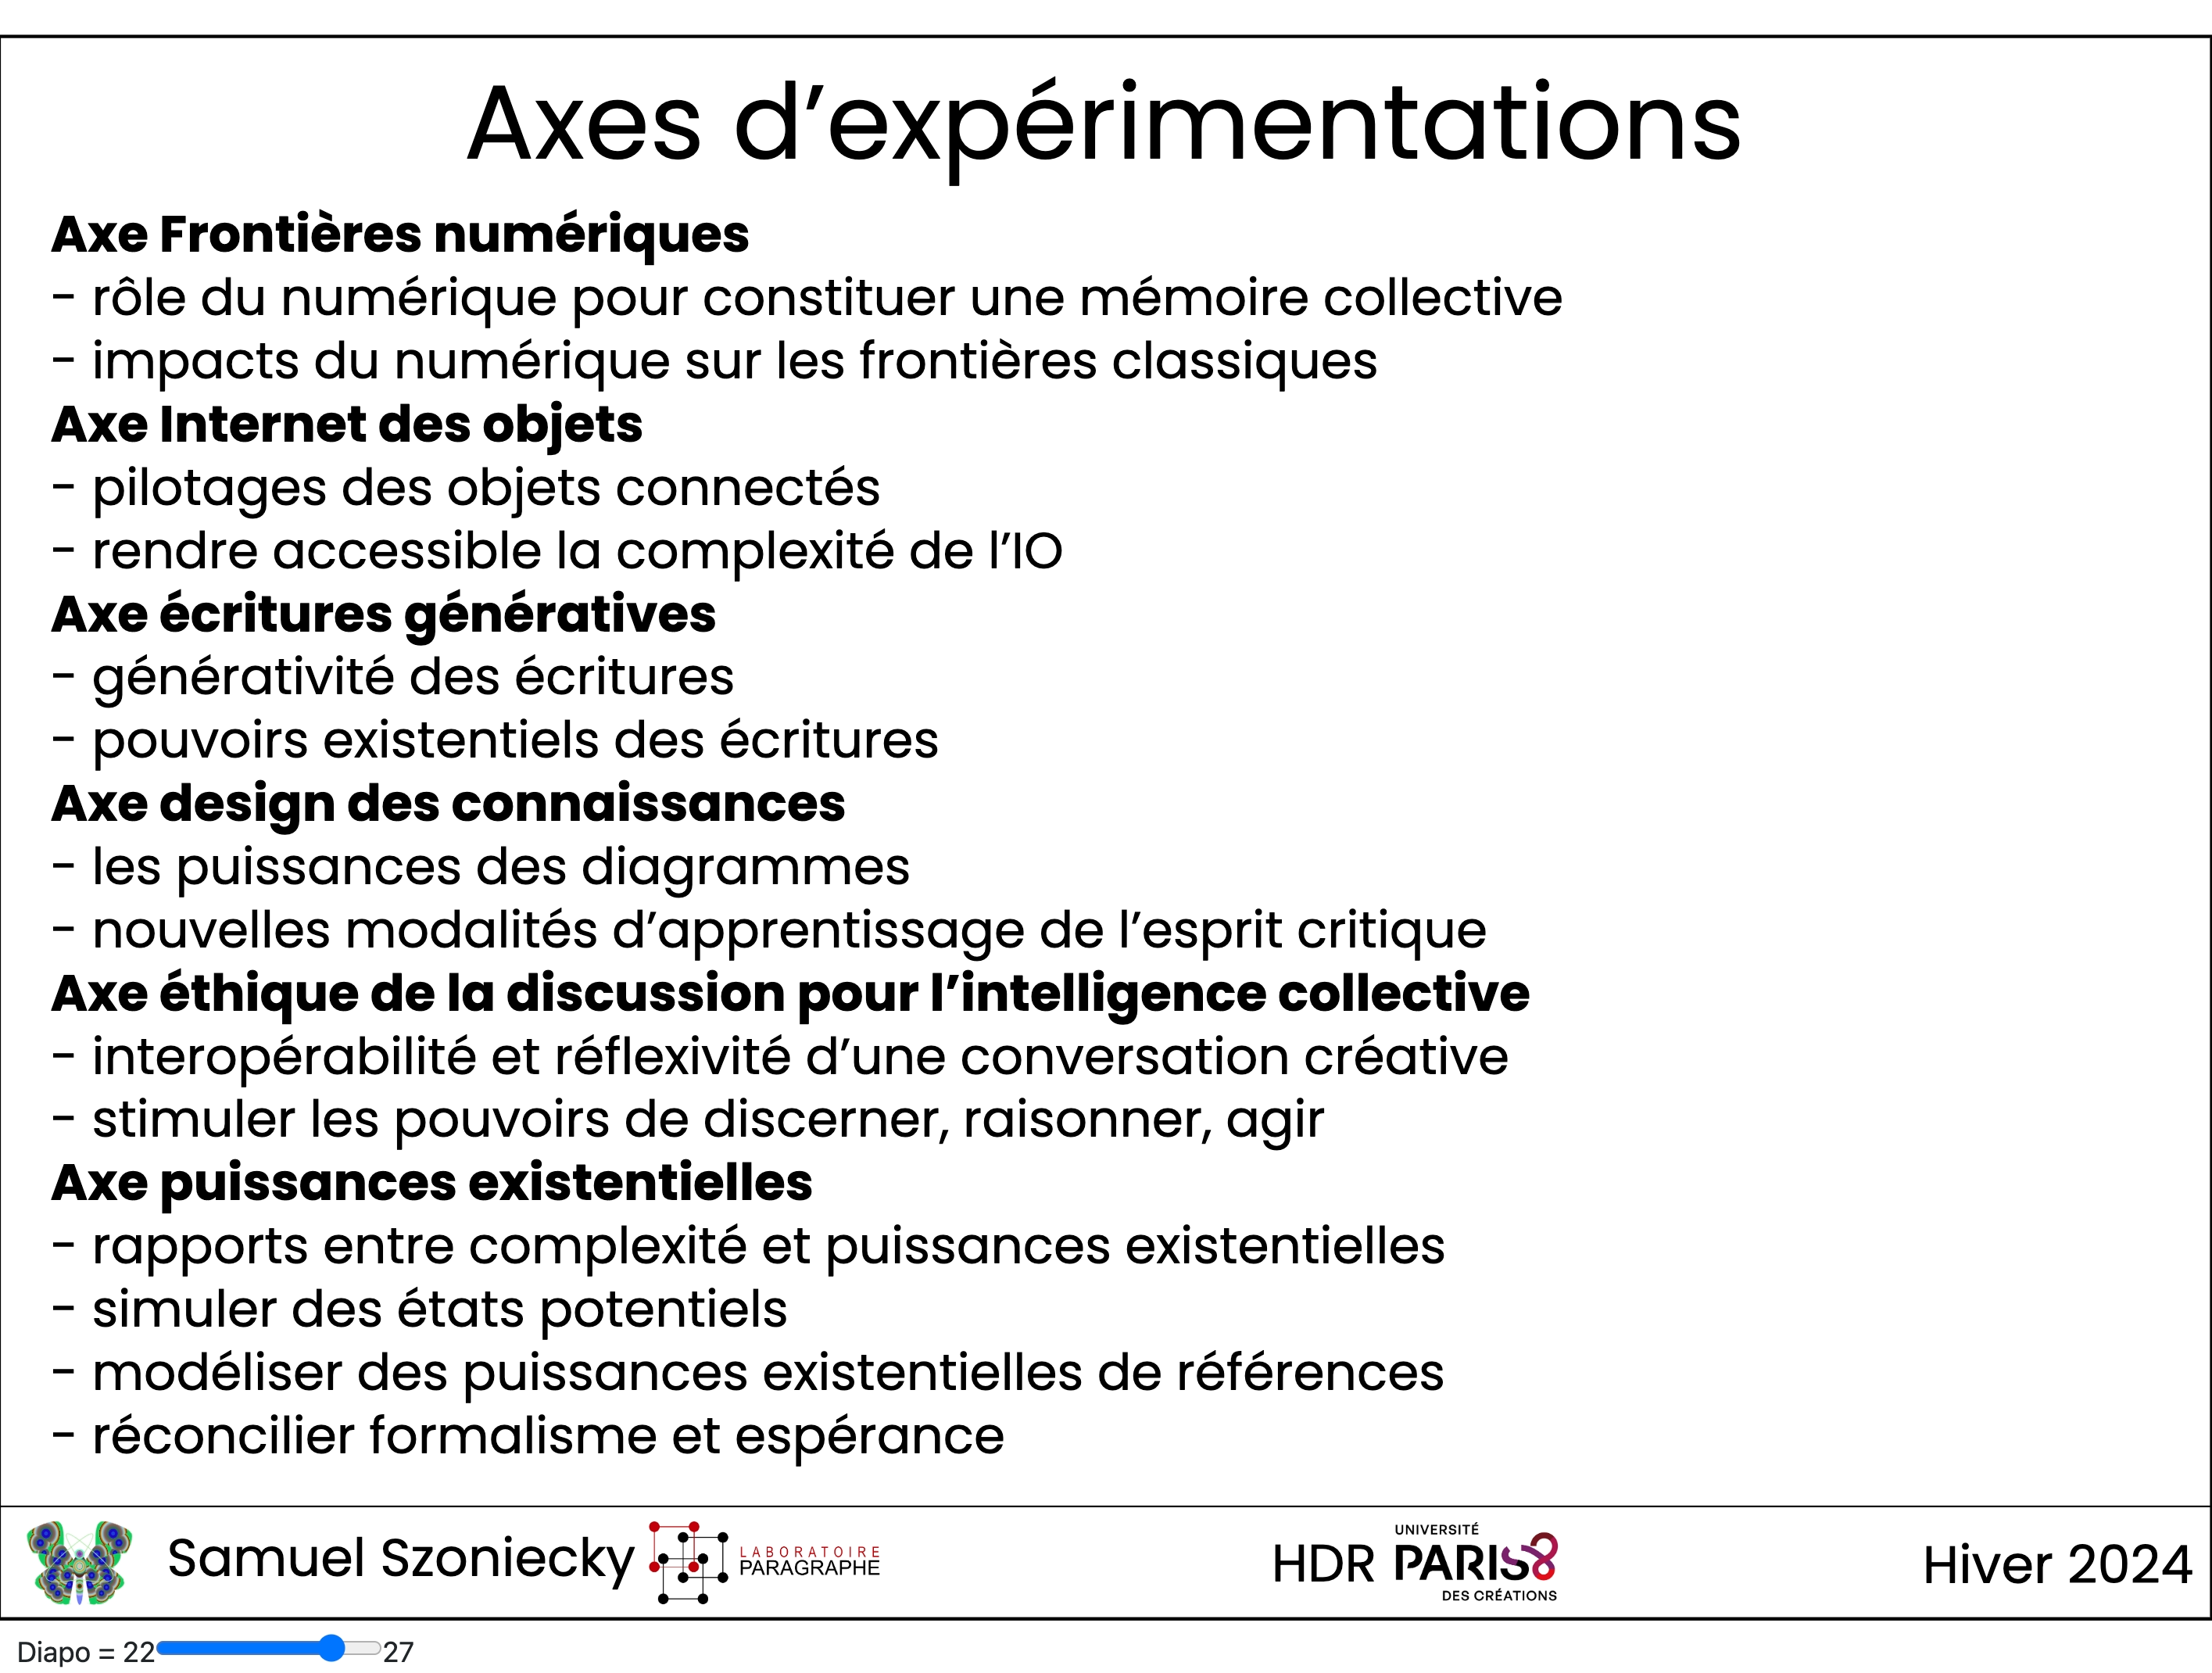 Axes d’expérimentations
Axe Frontières numériques
- rôle du numérique pour constituer une mémoire collective
- impacts du numérique sur les frontières classiques
Axe Internet des objets
- pilotages des objets connectés
- rendre accessible la complexité de l’IO
Axe écritures génératives
- générativité des écritures
- pouvoirs existentiels des écritures
Axe design des connaissances
- les puissances des diagrammes
- nouvelles modalités d’apprentissage de l’esprit critique
Axe éthique de la discussion pour l’intelligence collective
- interopérabilité et réflexivité d’une conversation créative
- stimuler les pouvoirs de discerner, raisonner, agir
Axe puissances existentielles
- rapports entre complexité et puissances existentielles
- simuler des états potentiels
- modéliser des puissances existentielles de références
- réconcilier formalisme et espérance
Samuel Szoniecky
LABORATOIRE
PARAGRAPHE
HDR
UNIVERSITÉ
PARIS8
DES CRÉATIONS
Hiver 2024
Diapo = 22 27